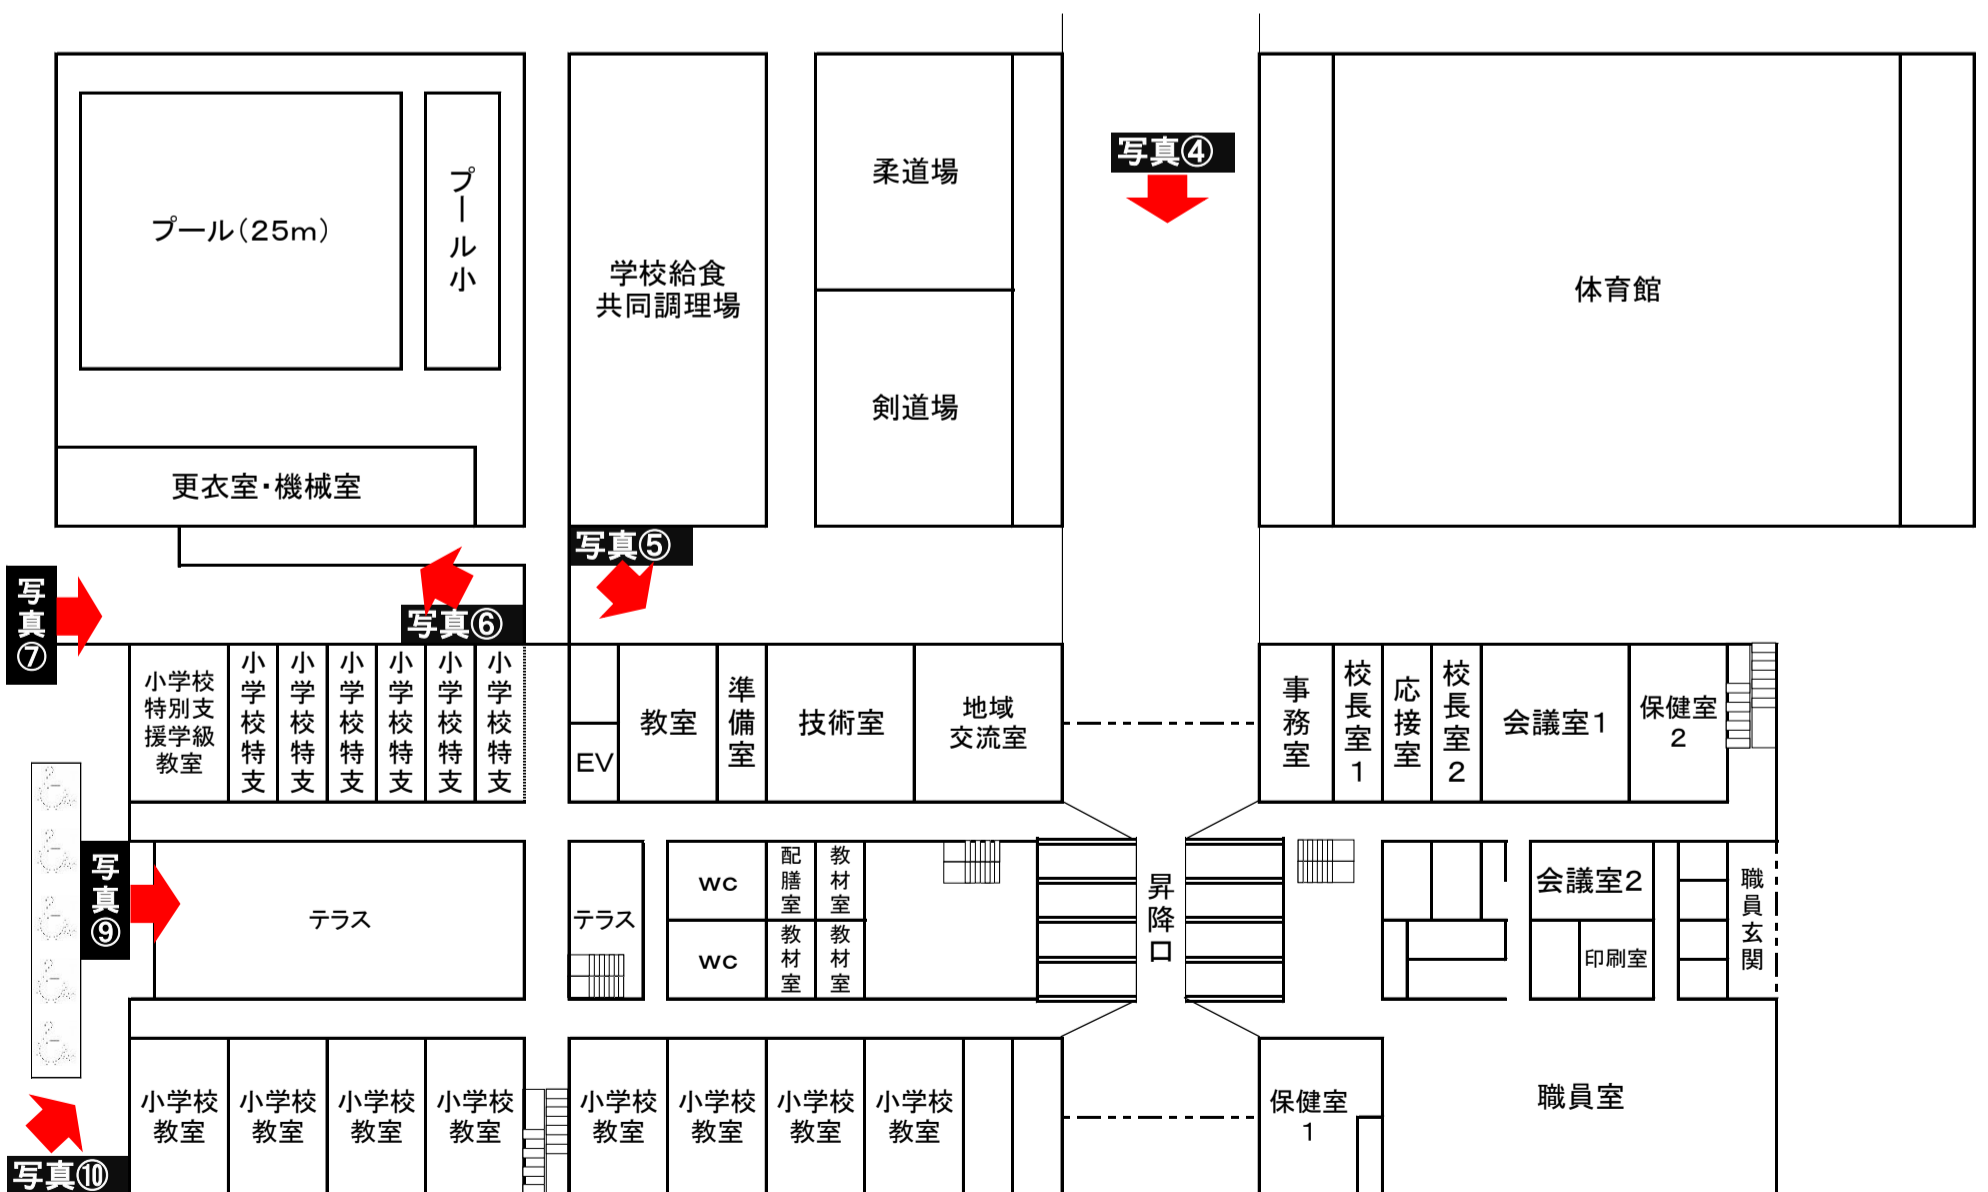 写真④
プール(25m)
プール小
学校給食
共同調理場
柔道場
剣道場
体育館
更衣室・機械室
写真⑤
写真⑥
写真⑦
小学校
特別支
援学級
教室
小学校特支
小学校特支
小学校特支
小学校特支
小学校特支
小学校特支
EV
教室
準備室
技術室
地域
交流室
事務室
校長室1
応接室
校長室2
会議室1
保健室
2
写真⑨
テラス
テラス
WC
WC
配膳室
教材室
教材室
教材室
昇降口
会議室2
印刷室
職員玄関
写真⑩
小学校
教室
小学校
教室
小学校
教室
小学校
教室
小学校
教室
小学校
教室
小学校
教室
小学校
教室
保健室
1
職員室